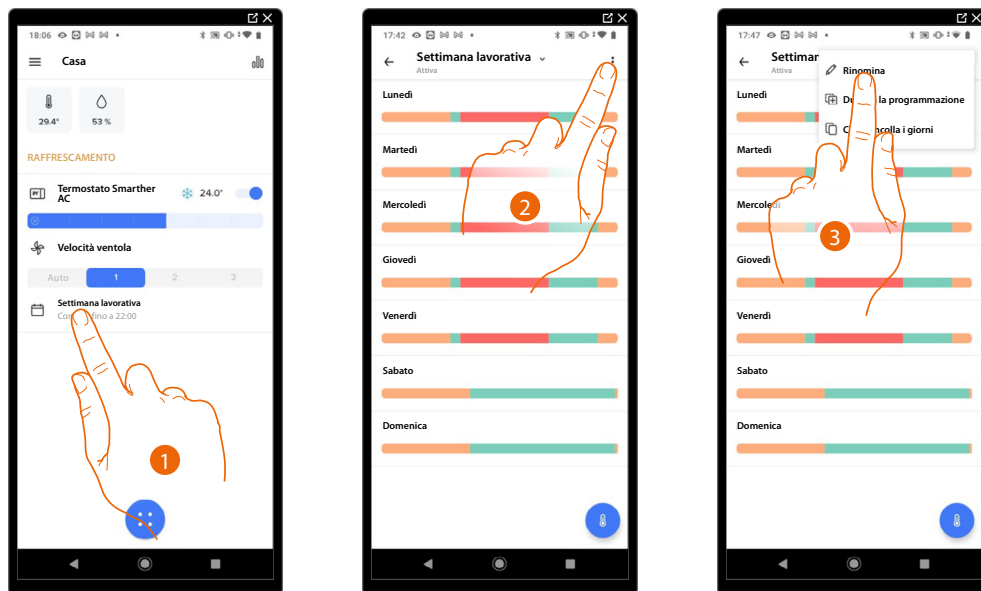 18:06
Casa
29.4°
53 %
RAFFRESCAMENTO
Termostato Smarther
AC
24.0°
Velocità ventola
Auto 1 2 3
Settimana lavorativa
fino a 22:00
1
17:42
Settimana lavorativa
Attiva
Lunedì
Martedì
Mercoledì
Giovedì
Venerdì
Sabato
Domenica
2
17:47
Attiva
Rinomina
la programmazione
i giorni
Lunedì
Martedì
Mercoledì
Giovedì
Venerdì
Sabato
Domenica
3